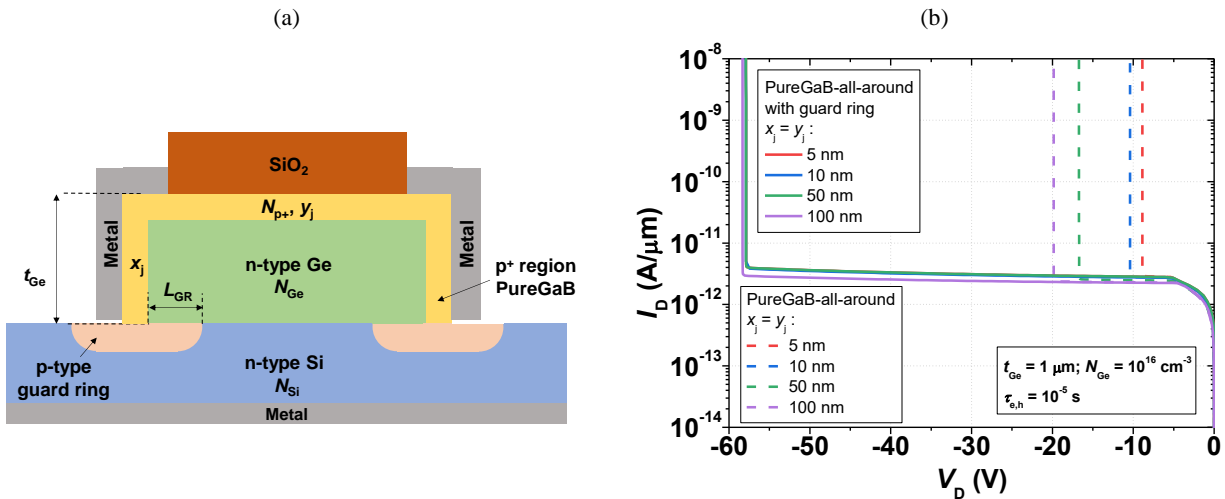 (a)
SiO2
Np+, yj
Metal
xj
Metal
tGe
n-type Ge
NGe
LGR
p+ region
PureGaB
p-type
guard ring
n-type Si
NSi
Metal
(b)
10-8
10-9
10-10
10-11
10-12
10-13
10-14
ID (A/μm)
PureGaB-all-around
with guard ring
xj = yj :
5 nm
10 nm
50 nm
100 nm
PureGaB-all-around
xj = yj :
5 nm
10 nm
50 nm
100 nm
tGe = 1 μm; NGe = 1016 cm-3
τe,h = 10-5 s
-60 -50 -40 -30 -20 -10 0
VD (V)